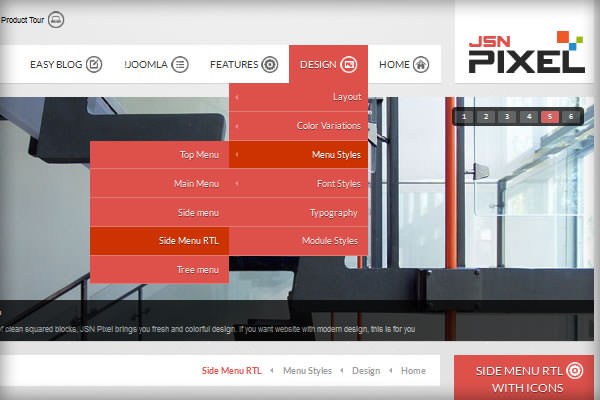 Product Tour
JSN
PIXEL
EASY BLOG
!JOOMLA
FEATURES
DESIGN
HOME
Layout
Color Variations
Menu Styles
Font Styles
Typography
Module Styles
Top Menu
Main Menu
Side menu
Side Menu RTL
Tree menu
1 2 3 4 5 6
of clean squared blocks, JSN Pixel brings you fresh and colorful design. If you want website with modern design, this is for you
Side Menu RTL
Menu Styles
Design
Home
SIDE MENU RTL
WITH ICONS